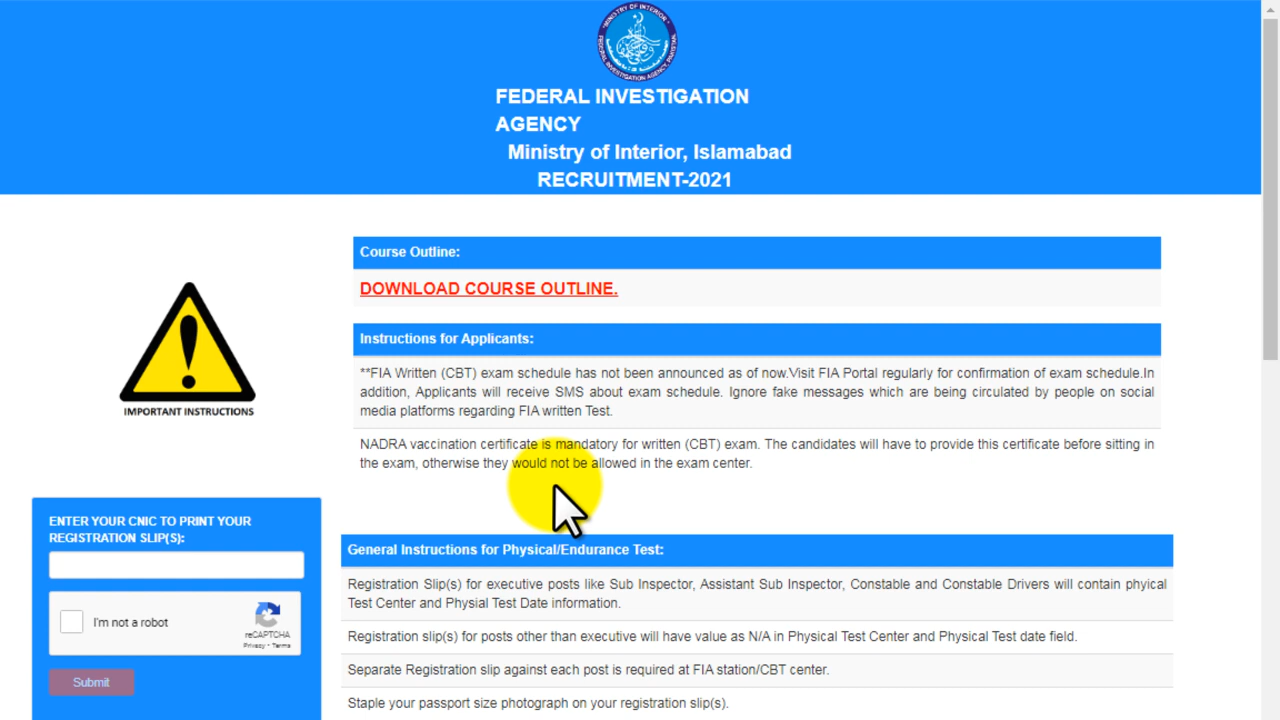 MINISTRY OF INTERIOR
FEDERAL INVESTIGATION AGENCY, PAKISTAN
FEDERAL INVESTIGATION
AGENCY
Ministry of Interior, Islamabad
RECRUITMENT-2021
Course Outline:
DOWNLOAD COURSE OUTLINE.
Instructions for Applicants:
**FIA Written (CBT) exam schedule has not been announced as of now.Visit FIA Portal regularly for confirmation of exam schedule.In
addition, Applicants will receive SMS about exam schedule. Ignore fake messages which are being circulated by people on social
media platforms regarding FIA written Test.
NADRA vaccination certificate is mandatory for written (CBT) exam. The candidates will have to provide this certificate before sitting in
the exam, otherwise they would not be allowed in the exam center.
IMPORTANT INSTRUCTIONS
ENTER YOUR CNIC TO PRINT YOUR
REGISTRATION SLIP(S):
I'm not a robot
reCAPTCHA
Privacy - Terms
Submit
General Instructions for Physical/Endurance Test:
Registration Slip(s) for executive posts like Sub Inspector, Assistant Sub Inspector, Constable and Constable Drivers will contain phyical
Test Center and Physial Test Date information.
Registration slip(s) for posts other than executive will have value as N/A in Physical Test Center and Physical Test date field.
Separate Registration slip against each post is required at FIA station/CBT center.
Staple your passport size photograph on your registration slip(s).